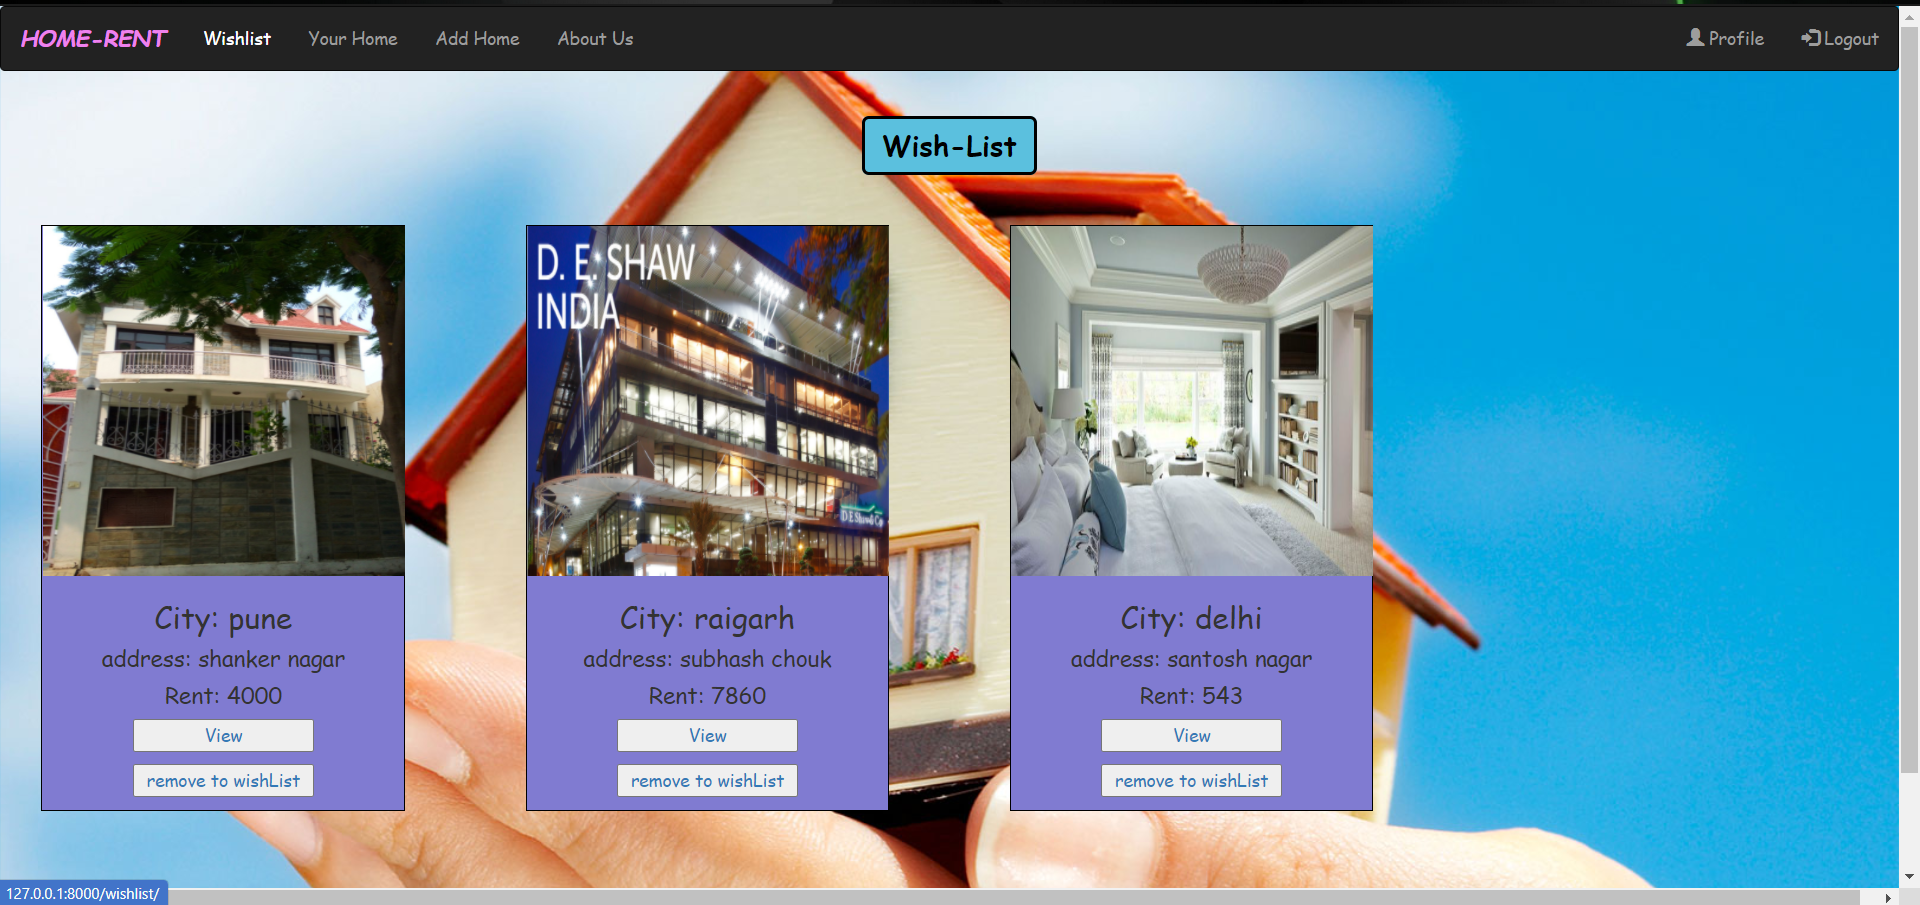 HOME-RENT Wishlist Your Home Add Home About Us Profile Logout
Wish-List
D. E. SHAW
INDIA
D.E.Shaw & Co
City: pune
address: shanker nagar
Rent: 4000
View
remove to wishList
City: raigarh
address: subhash chouk
Rent: 7860
View
remove to wishList
City: delhi
address: santosh nagar
Rent: 543
View
remove to wishList
127.0.0.1:8000/wishlist/